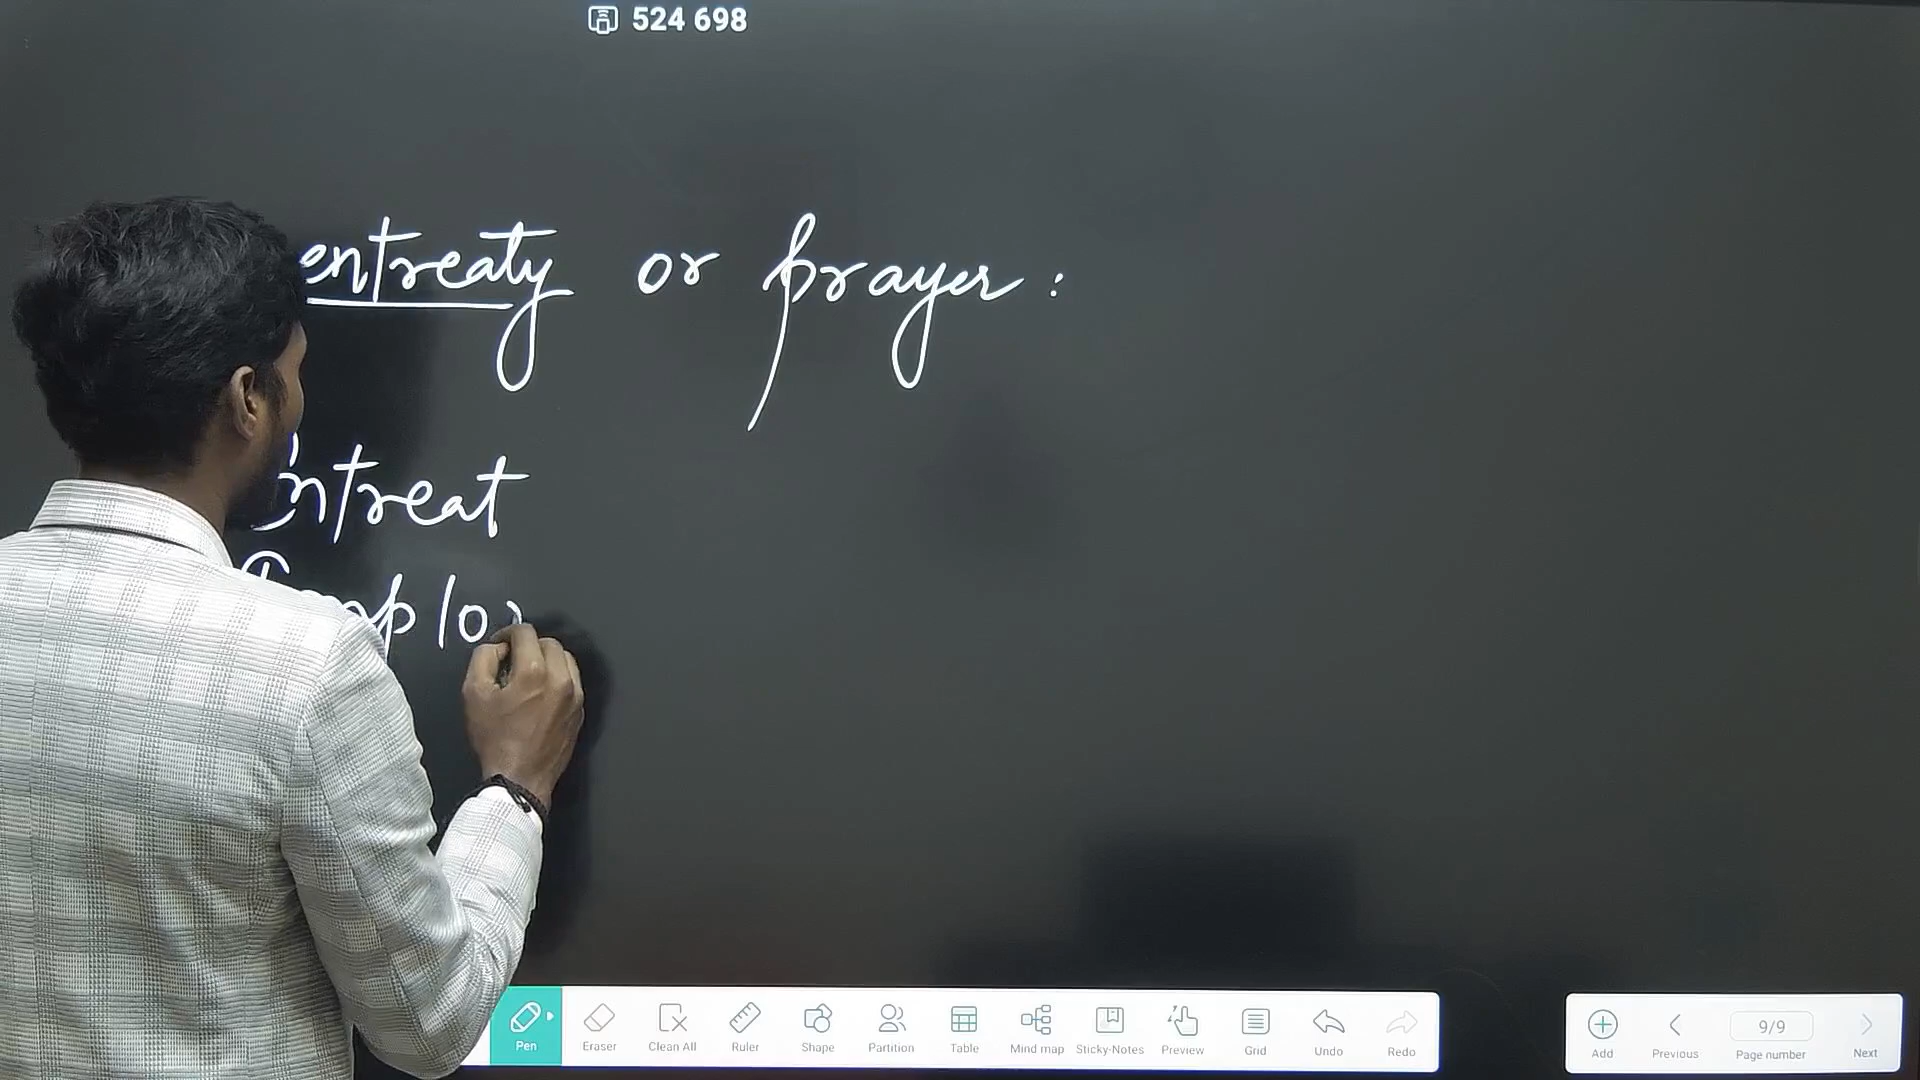 524 698
entreaty or prayer :
entreat
Pen
Eraser
Clean All
Ruler
Shape
Partition
Table
Mind map
Sticky-Notes
Preview
Grid
Undo
Redo
Add
Previous
9/9
Page number
Next